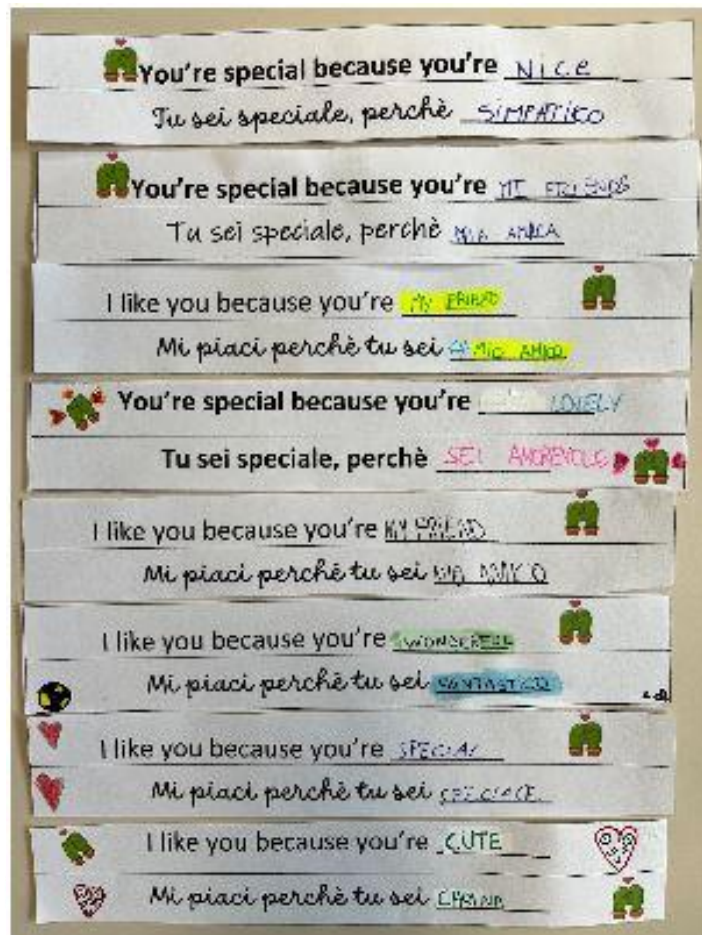 You're special because you're Nice
Tu sei speciale, perchè SIMPATICO
You're special because you're MI
Tu sei speciale, perchè MIA AMICA
I like you because you're MY FRIEND
Mi piaci perchè tu sei MIO AMICO
You're special because you're LOVELY
Tu sei speciale, perchè SEI AMOREVOLE
I like you because you're MY FRIEND
Mi piaci perchè tu sei AMICO
I like you because you're
Mi piaci perchè tu sei FANTASTICO
I like you because you're SPECIAL
Mi piaci perchè tu sei SPECIALE
I like you because you're CUTE
Mi piaci perchè tu sei CARINA